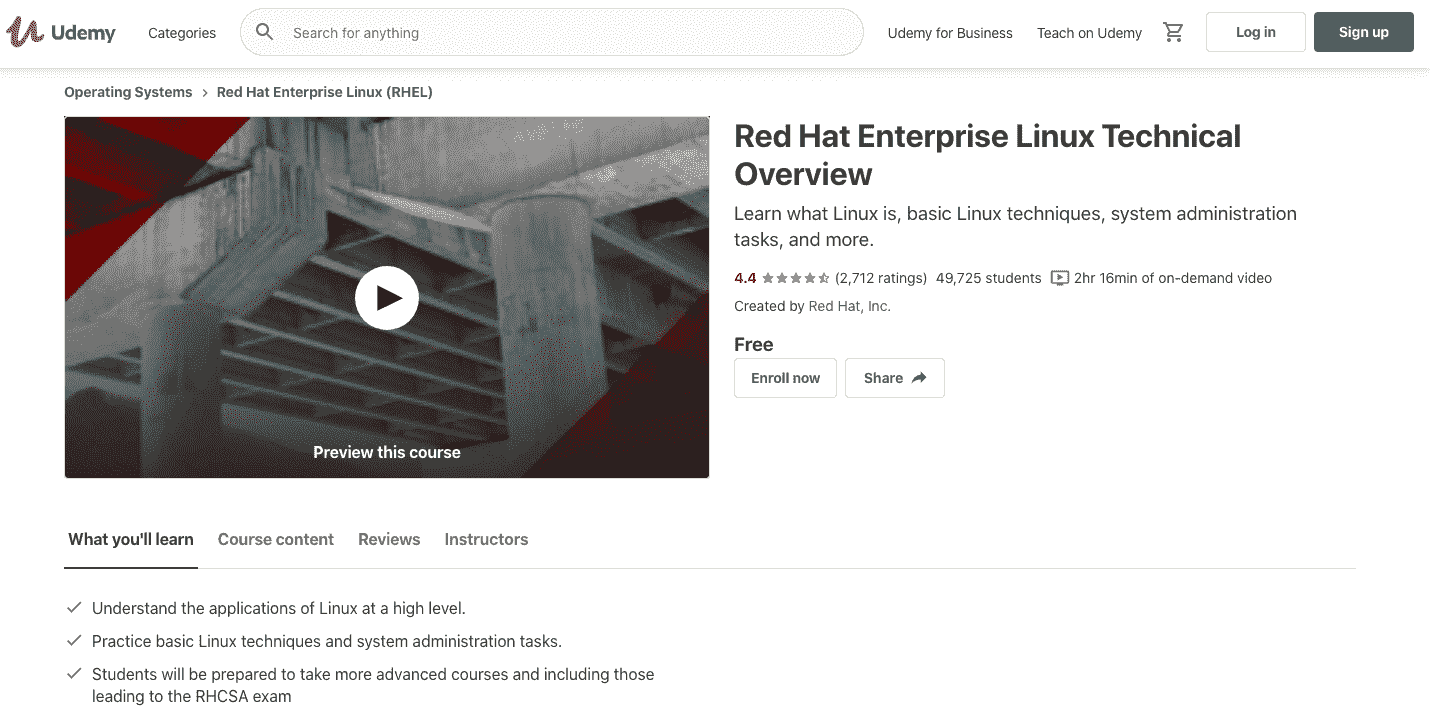 Udemy
Categories
Search for anything
Udemy for Business
Teach on Udemy
Log in
Sign up
Operating Systems > Red Hat Enterprise Linux (RHEL)
Preview this course
Red Hat Enterprise Linux Technical
Overview
Learn what Linux is, basic Linux techniques, system administration
tasks, and more.
4.4 (2,712 ratings) 49,725 students 2hr 16min of on-demand video
Created by Red Hat, Inc.
Free
Enroll now
Share
What you'll learn
Course content
Reviews
Instructors
Understand the applications of Linux at a high level.
Practice basic Linux techniques and system administration tasks.
Students will be prepared to take more advanced courses and including those
leading to the RHCSA exam